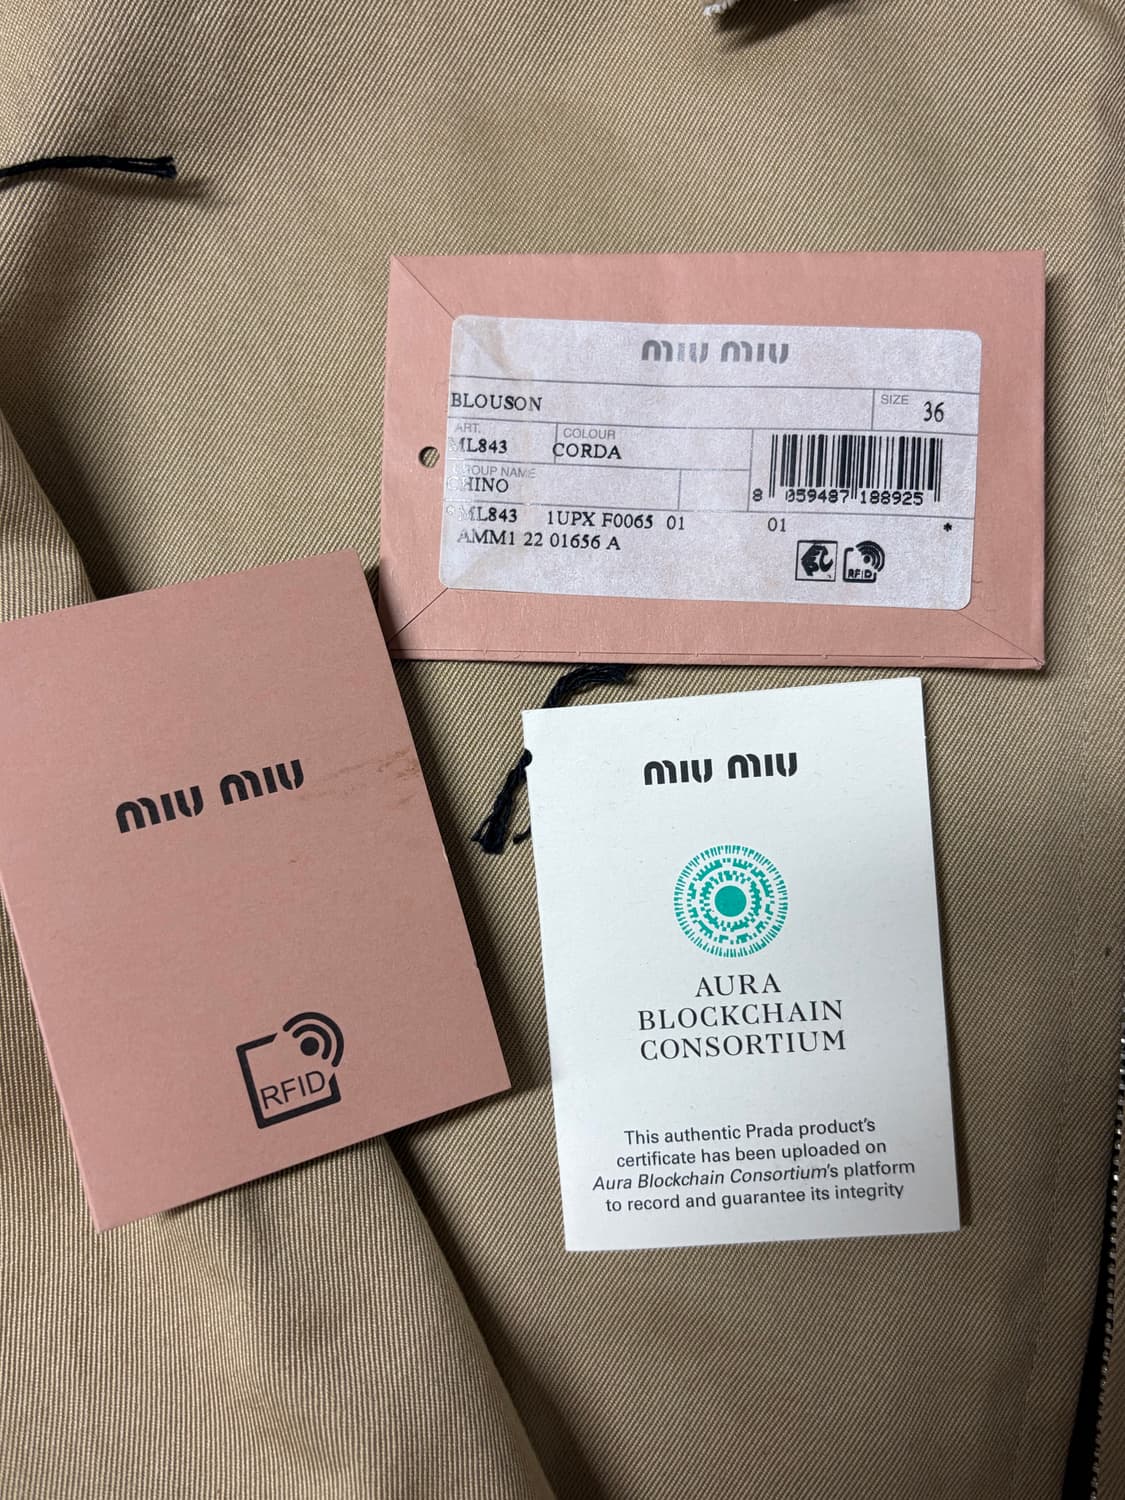 miu miu
BLOUSON
SIZE 36
ART.
ML843
COLOUR
CORDA
GROUP NAME
CHINO
8 059487 188925
ML843 1UPX F0065 01 01 *
AMM1 22 01656 A
RFID
miu miu
RFID
miu miu
AURA
BLOCKCHAIN
CONSORTIUM
This authentic Prada product's
certificate has been uploaded on
Aura Blockchain Consortium's platform
to record and guarantee its integrity